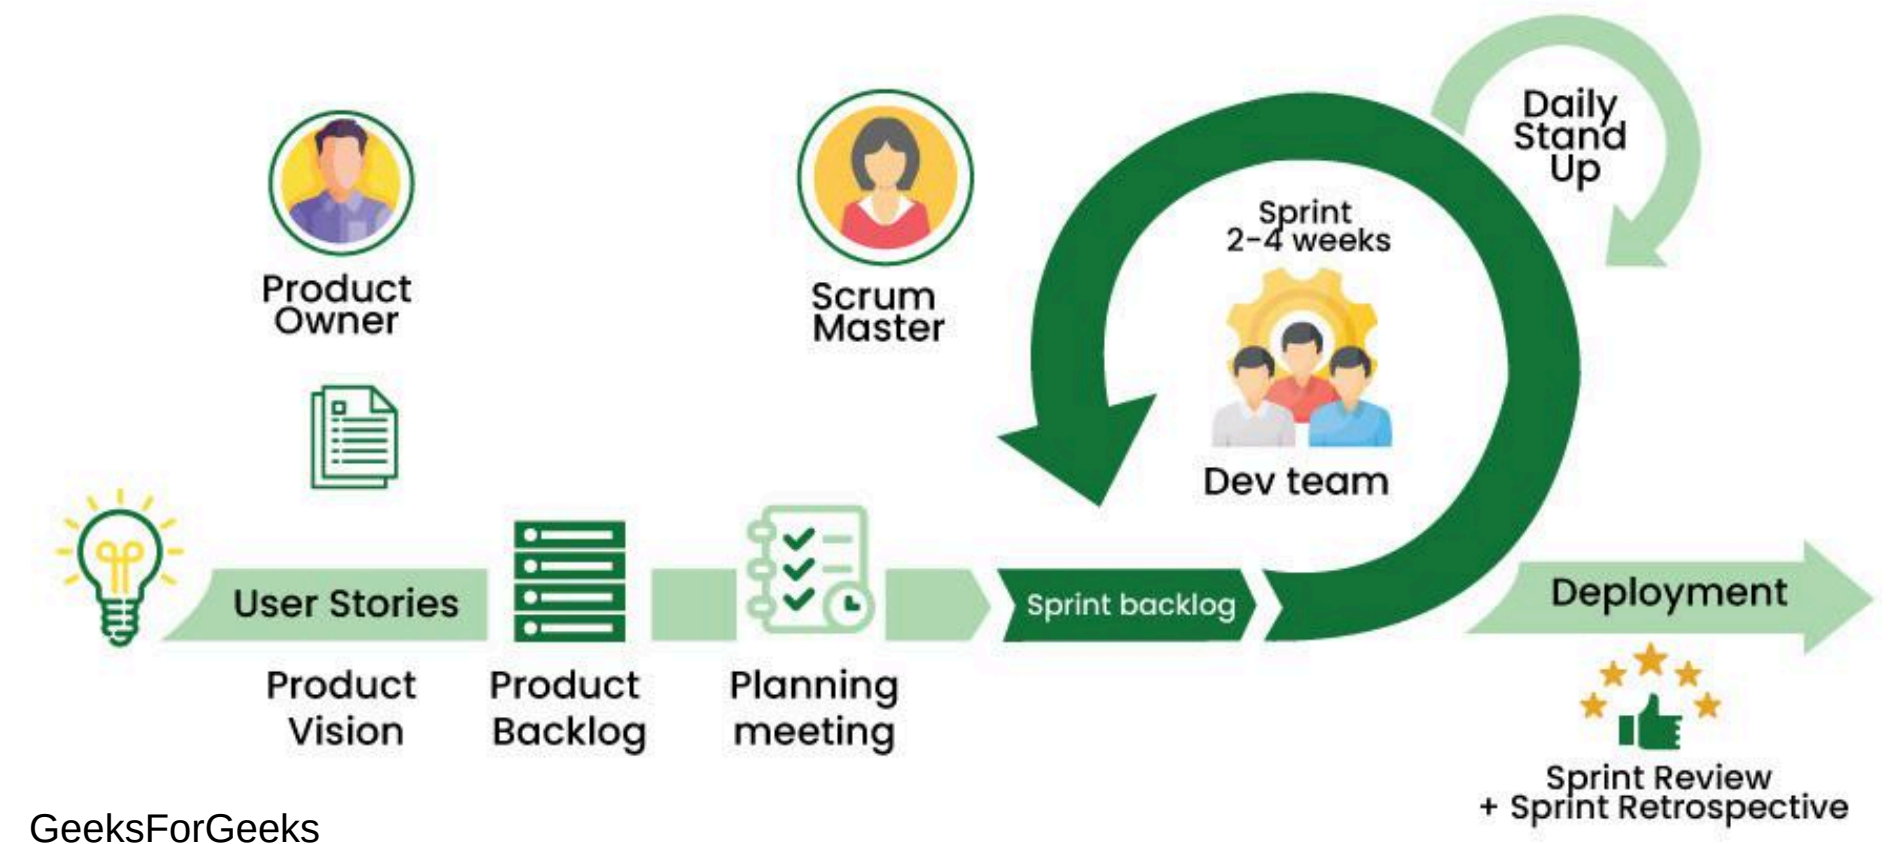 Daily
Stand
Up
Sprint
2-4 weeks
Product
Owner
Scrum
Master
Dev team
User Stories
Sprint backlog
Deployment
Product
Vision
Product
Backlog
Planning
meeting
Sprint Review
+ Sprint Retrospective
GeeksForGeeks